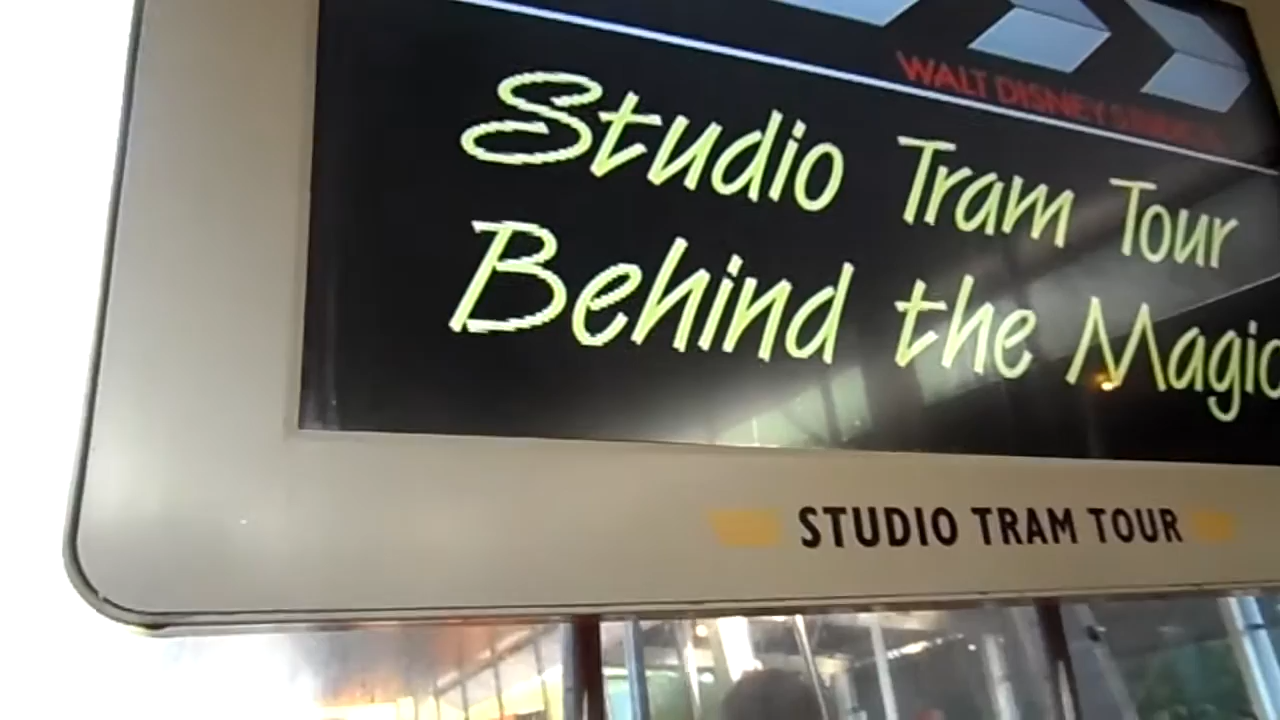 WALT DISNEY
Studio Tram Tour
Behind the Magic
STUDIO TRAM TOUR